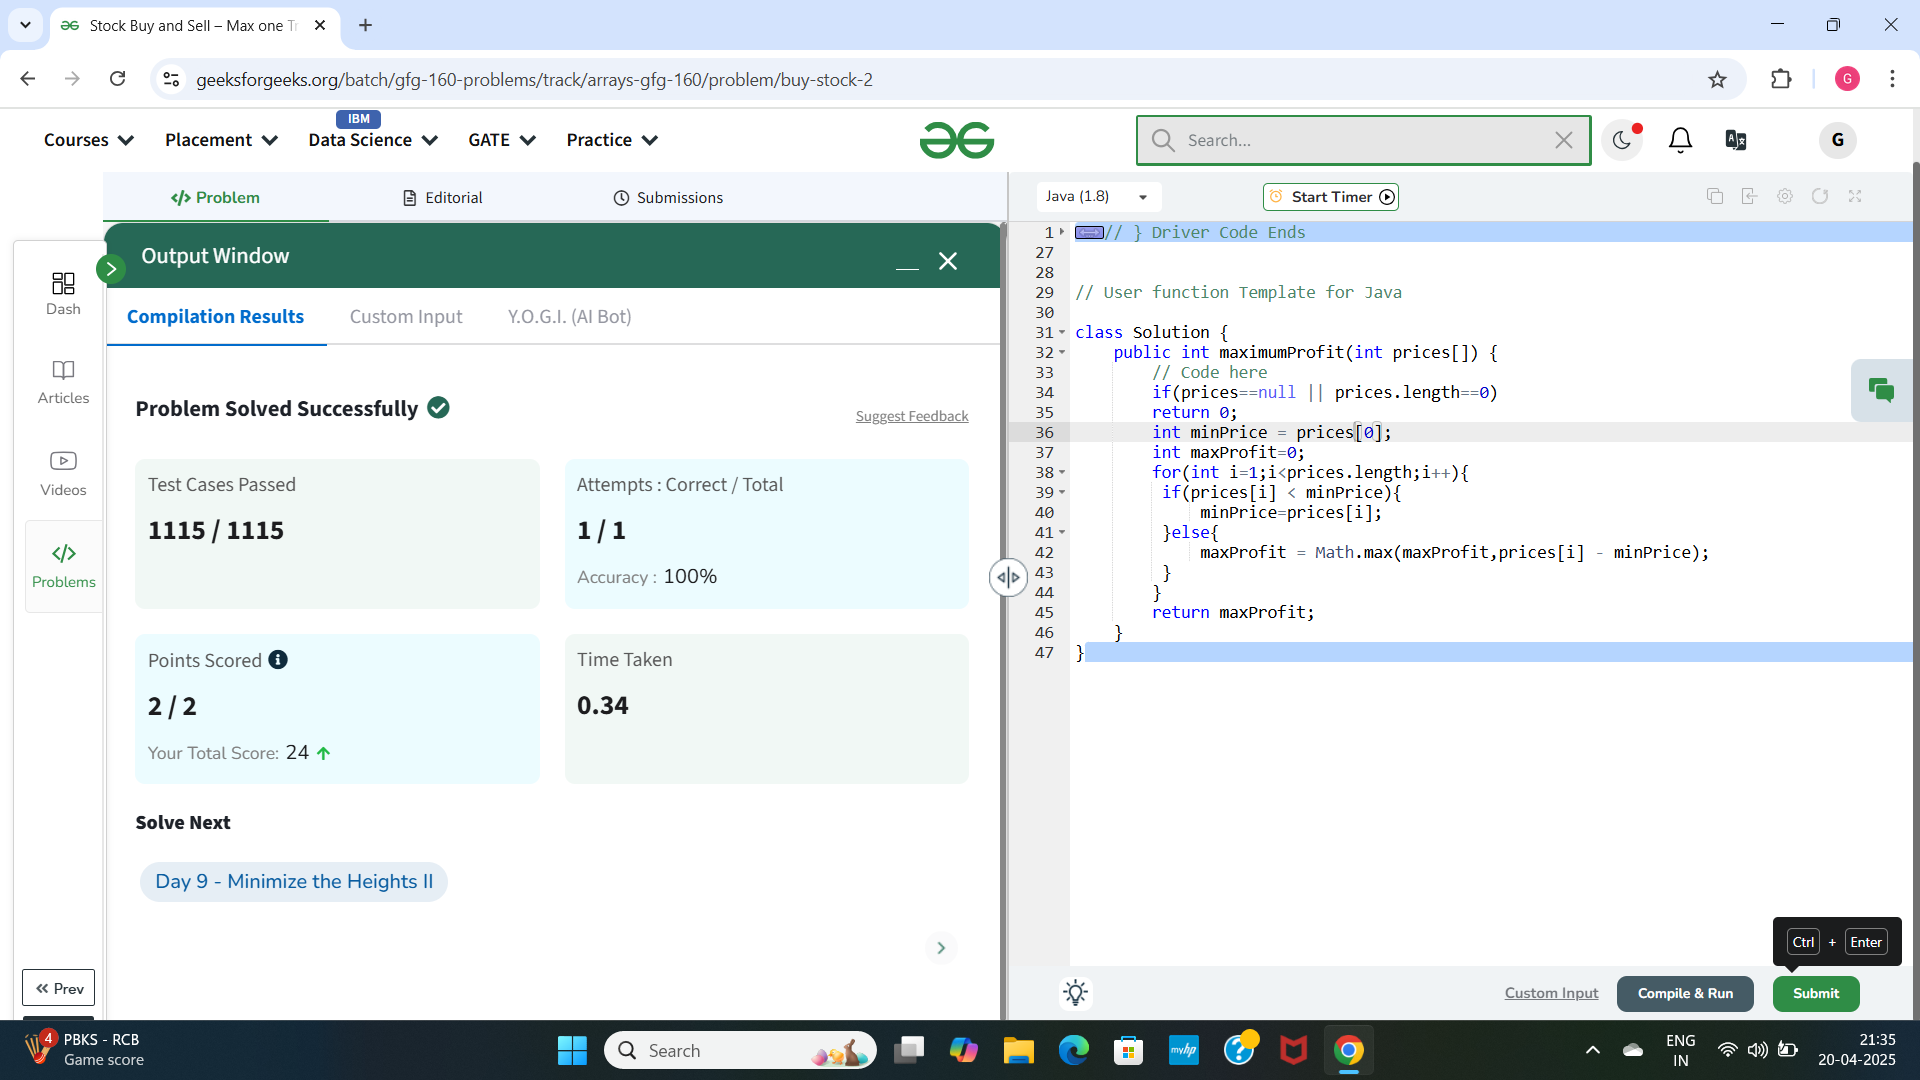 Stock Buy and Sell – Max one Tr
geeksforgeeks.org/batch/gfg-160-problems/track/arrays-gfg-160/problem/buy-stock-2
G
IBM
Courses
Placement
Data Science
GATE
Practice
Search...
G
Problem
Editorial
Submissions
Java (1.8)
Start Timer
Dash
Articles
Videos
Problems
Prev
Output Window
Compilation Results
Custom Input
Y.O.G.I. (AI Bot)
Problem Solved Successfully
Suggest Feedback
Test Cases Passed
1115 / 1115
Attempts : Correct / Total
1 / 1
Accuracy : 100%
Points Scored
2 / 2
Your Total Score: 24
Time Taken
0.34
Solve Next
Day 9 - Minimize the Heights II
1 // } Driver Code Ends
27
28
29 // User function Template for Java
30
31 class Solution {
32 public int maximumProfit(int prices[]) {
33 // Code here
34 if(prices==null || prices.length==0)
35 return 0;
36 int minPrice = prices[0];
37 int maxProfit=0;
38 for(int i=1;i<prices.length;i++){
39 if(prices[i] < minPrice){
40 minPrice=prices[i];
41 }else{
42 maxProfit = Math.max(maxProfit,prices[i] - minPrice);
43 }
44 }
45 return maxProfit;
46 }
47 }
Ctrl + Enter
Custom Input
Compile & Run
Submit
4
PBKS - RCB
Game score
Search
myhp
ENG
IN
21:35
20-04-2025